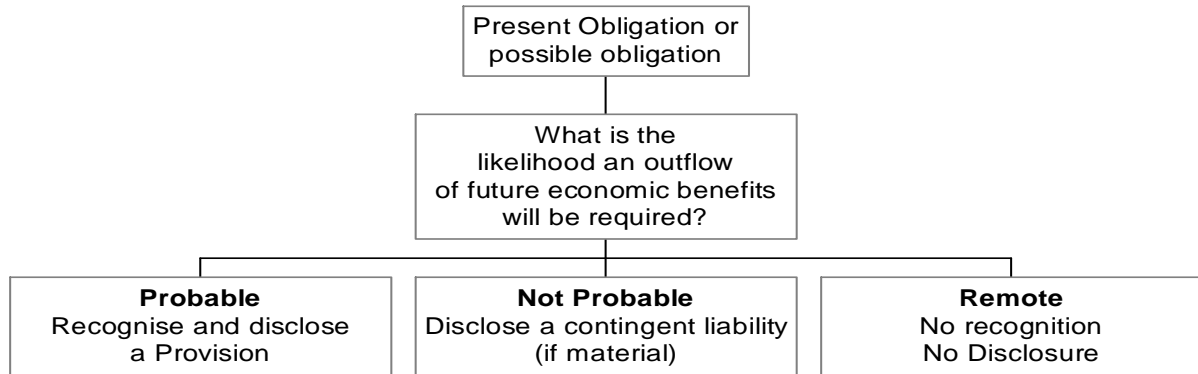 Present Obligation or
possible obligation
What is the
likelihood an outflow
of future economic benefits
will be required?
Probable
Recognise and disclose
a Provision
Not Probable
Disclose a contingent liability
(if material)
Remote
No recognition
No Disclosure